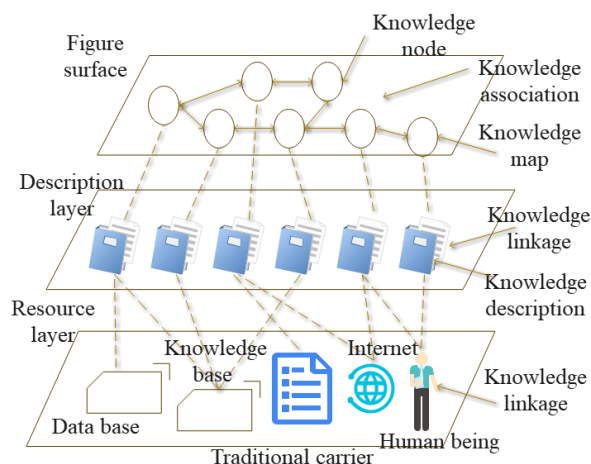 Figure
surface
Knowledge
node
Knowledge
association
Knowledge
map
Description
layer
Knowledge
linkage
Knowledge
description
Resource
layer
Knowledge
base
Internet
Data base
Knowledge
linkage
Human being
Traditional carrier